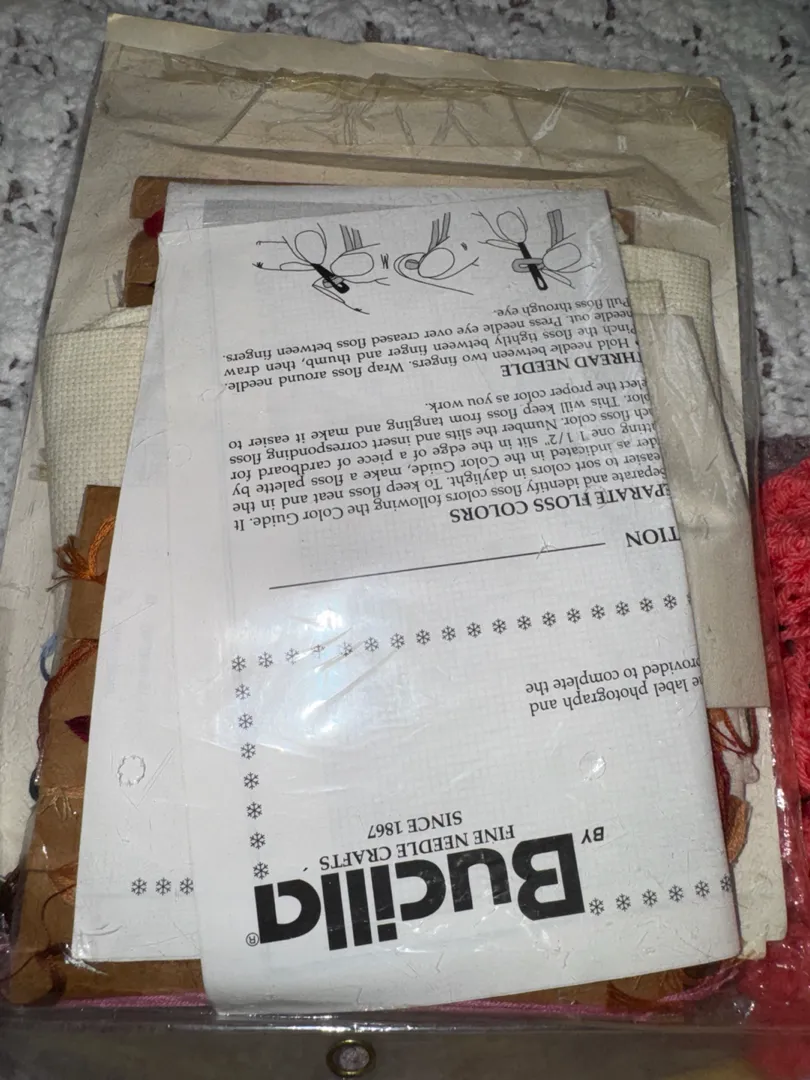 BY
Bucilla®
FINE NEEDLE CRAFTS
SINCE 1867
label photograph and
provided to complete the
TION
EPARATE FLOSS COLORS
Separate and identify floss colors following the Color Guide. It
easier to sort colors in daylight. To keep floss neat and in the
der as indicated in the Color Guide, make a floss palette by
tting one 1 1/2" slit in the edge of a piece of cardboard for
ch floss color. Number the slits and insert corresponding floss
olor. This will keep floss from tangling and make it easier to
elect the proper color as you work.
THREAD NEEDLE
• Hold needle between two fingers. Wrap floss around needle.
Pinch the floss tightly between finger and thumb, then draw
needle out. Press needle eye over creased floss between fingers.
Pull floss through eye.